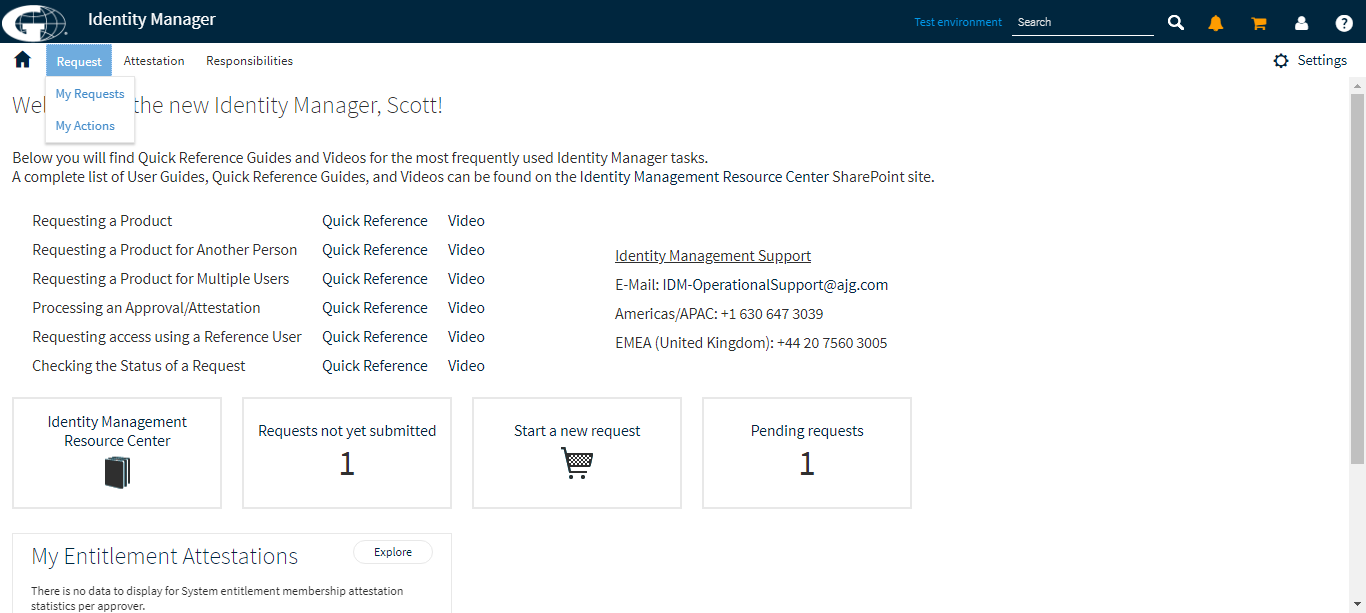 Identity Manager
Test environment
Search
Request
Attestation
Responsibilities
Settings
My Requests
My Actions
Wel the new Identity Manager, Scott!
Below you will find Quick Reference Guides and Videos for the most frequently used Identity Manager tasks.
A complete list of User Guides, Quick Reference Guides, and Videos can be found on the Identity Management Resource Center SharePoint site.
Requesting a Product Quick Reference Video
Requesting a Product for Another Person Quick Reference Video
Requesting a Product for Multiple Users Quick Reference Video
Processing an Approval/Attestation Quick Reference Video
Requesting access using a Reference User Quick Reference Video
Checking the Status of a Request Quick Reference Video
Identity Management Support
E-Mail: IDM-OperationalSupport@ajg.com
Americas/APAC: +1 630 647 3039
EMEA (United Kingdom): +44 20 7560 3005
Identity Management
Resource Center
Requests not yet submitted
1
Start a new request
Pending requests
1
My Entitlement Attestations
Explore
There is no data to display for System entitlement membership attestation
statistics per approver.